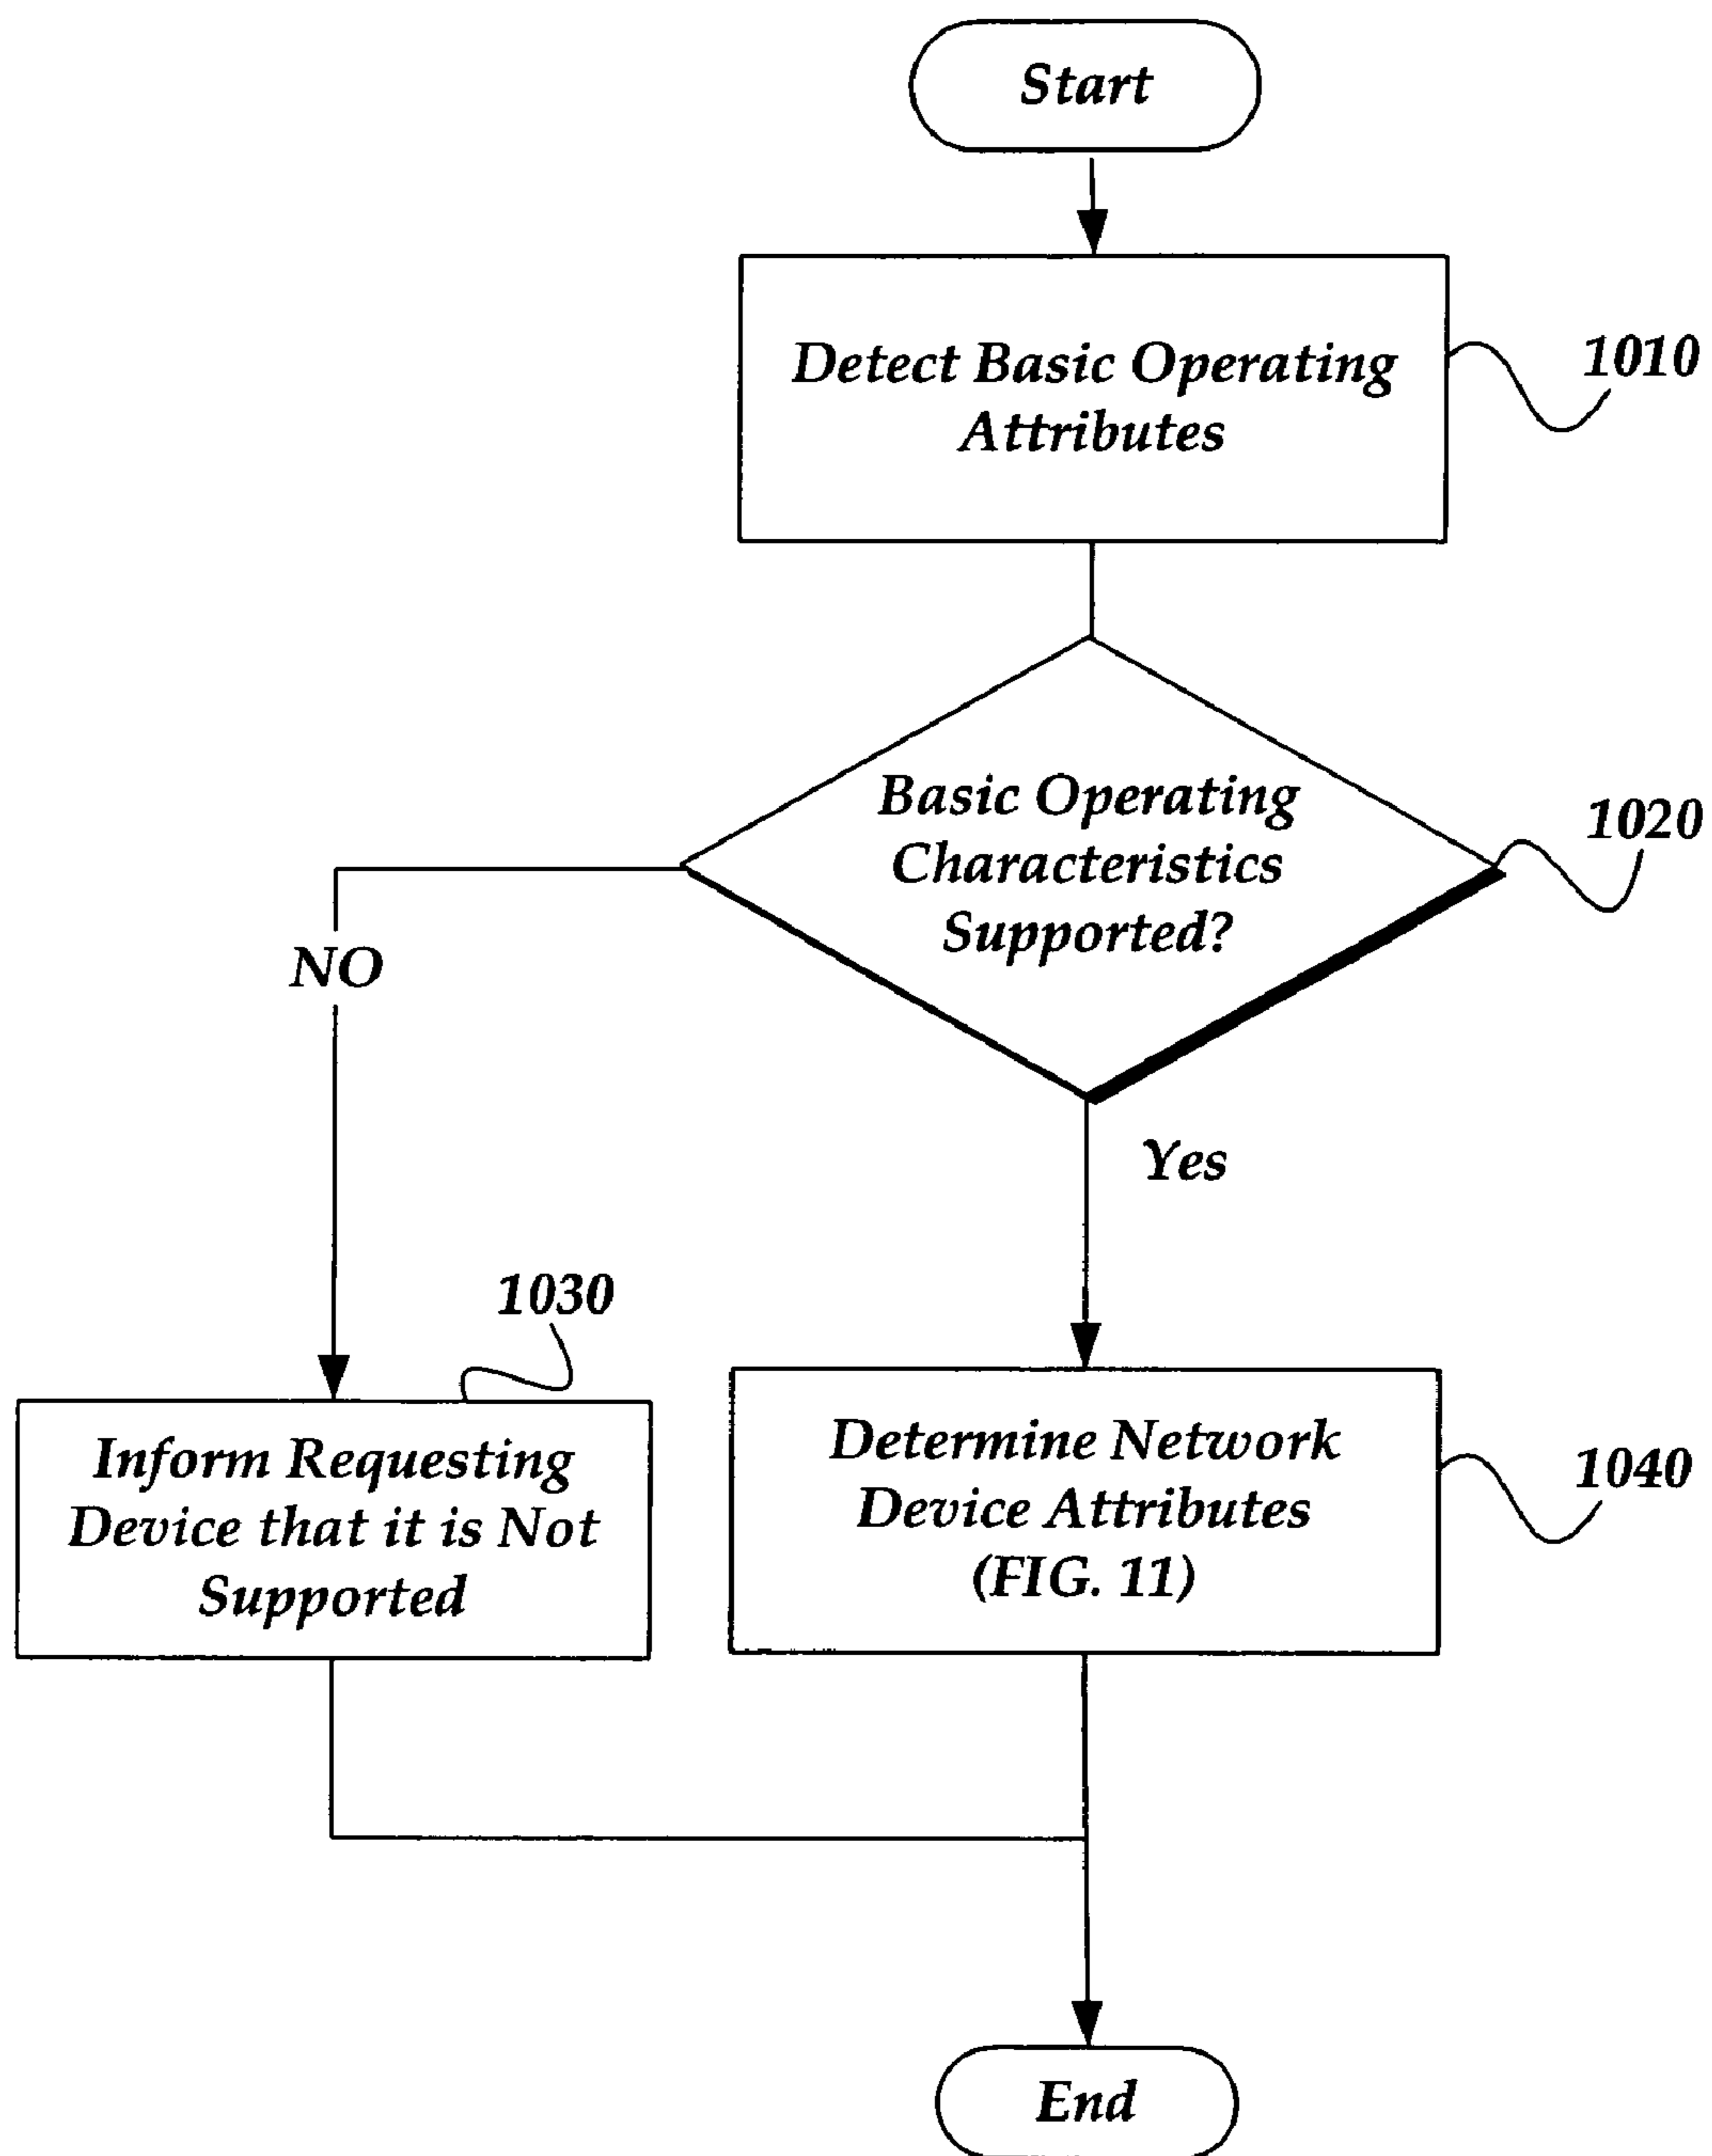 Start
Detect Basic Operating
Attributes
1010
Basic Operating
Characteristics
Supported?
1020
NO
Yes
1030
Inform Requesting
Device that it is Not
Supported
Determine Network
Device Attributes
(FIG. 11)
1040
End